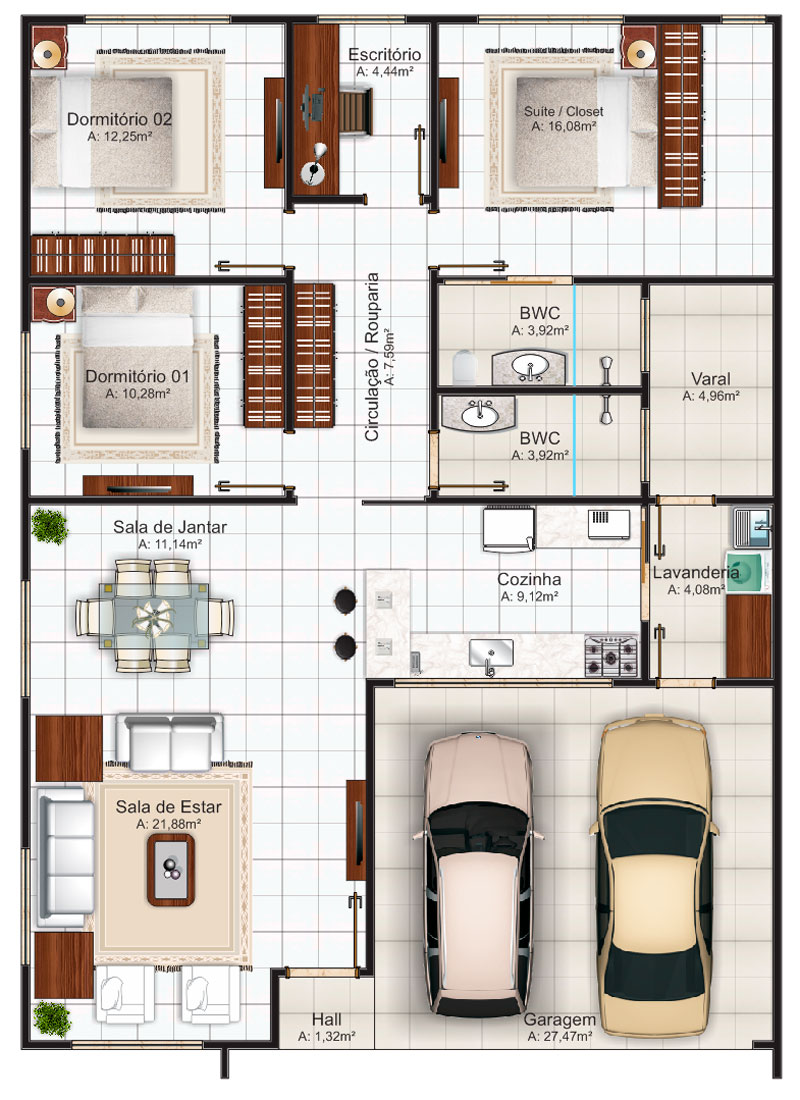 Escritório
A: 4,44m²
Dormitório 02
A: 12,25m²
Suíte / Closet
A: 16,08m²
Circulação / Rouparia
A: 7,59m²
BWC
A: 3,92m²
Dormitório 01
A: 10,28m²
Varal
A: 4,96m²
BWC
A: 3,92m²
Sala de Jantar
A: 11,14m²
Cozinha
A: 9,12m²
Lavanderia
A: 4,08m²
Sala de Estar
A: 21,88m²
Hall
A: 1,32m²
Garagem
A: 27,47m²